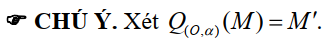 ☞ CHÚ Ý. Xét Q₍O,α₎(M) = M′.